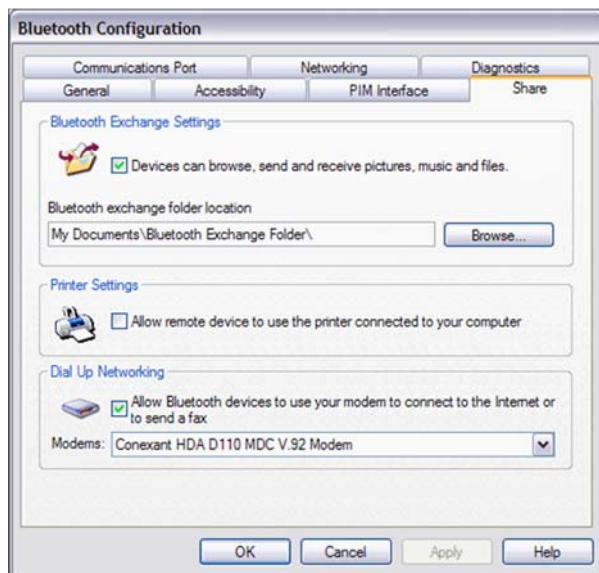 Bluetooth Configuration
Communications Port Networking Diagnostics
General Accessibility PIM Interface Share
Bluetooth Exchange Settings
Devices can browse, send and receive pictures, music and files.
Bluetooth exchange folder location
My Documents\Bluetooth Exchange Folder\ Browse...
Printer Settings
Allow remote device to use the printer connected to your computer
Dial Up Networking
Allow Bluetooth devices to use your modem to connect to the Internet or
to send a fax
Modems: Conexant HDA D110 MDC V.92 Modem
OK Cancel Apply Help